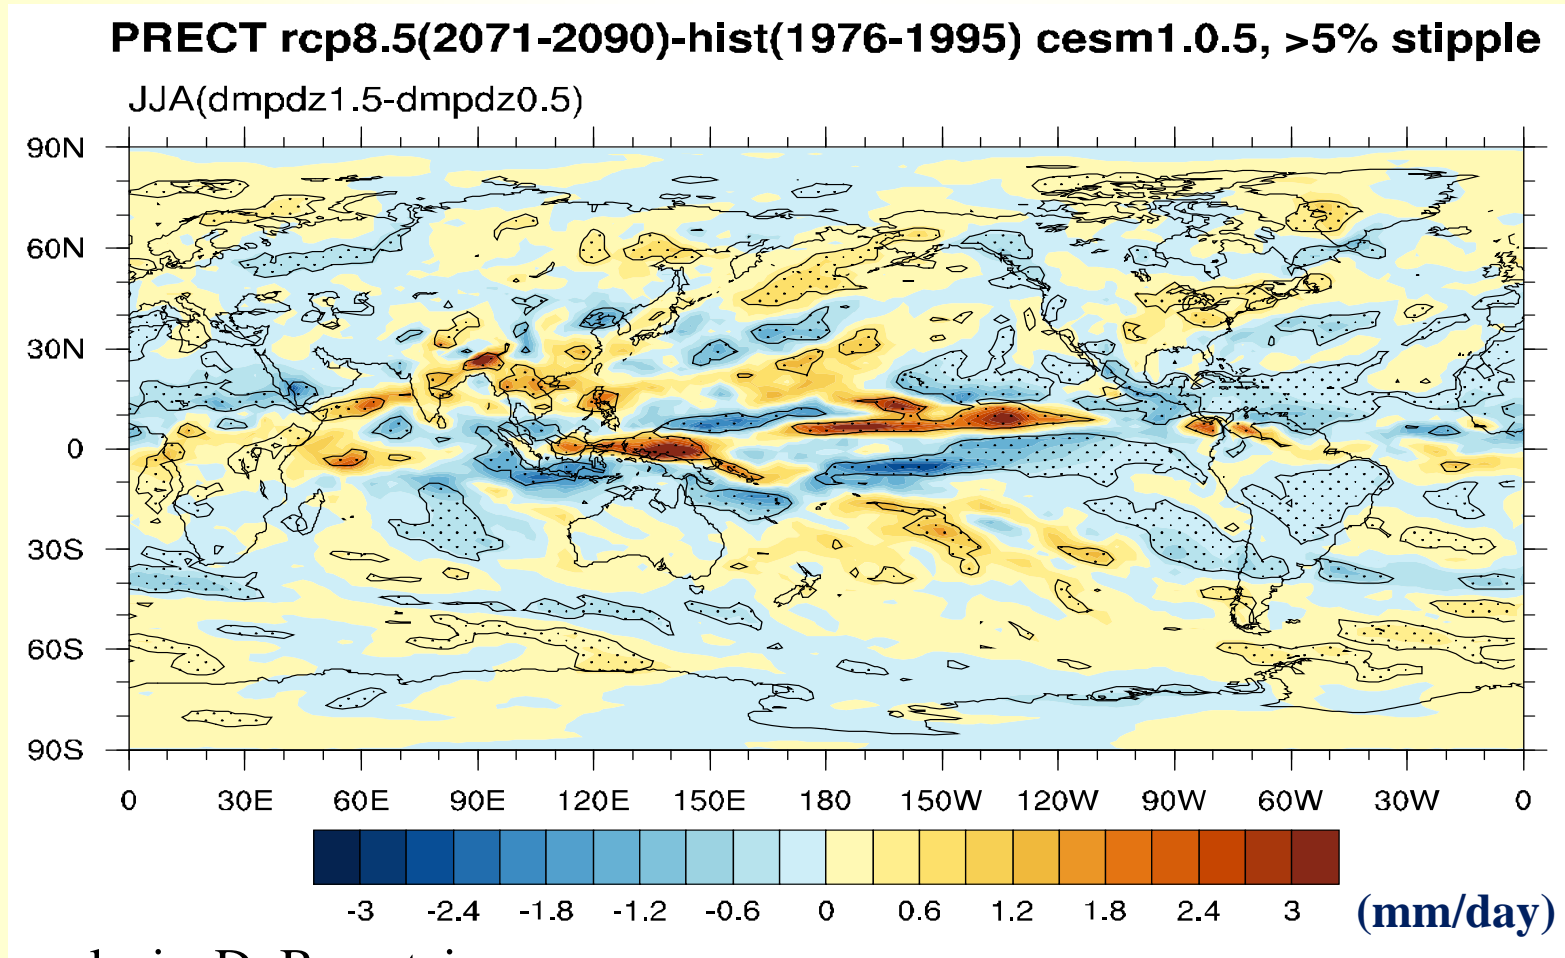 PRECT rcp8.5(2071-2090)-hist(1976-1995) cesm1.0.5, >5% stipple
JJA(dmpdz1.5-dmpdz0.5)
90N
60N
30N
0
30S
60S
90S
0 30E 60E 90E 120E 150E 180 150W 120W 90W 60W 30W 0
-3 -2.4 -1.8 -1.2 -0.6 0 0.6 1.2 1.8 2.4 3
(mm/day)